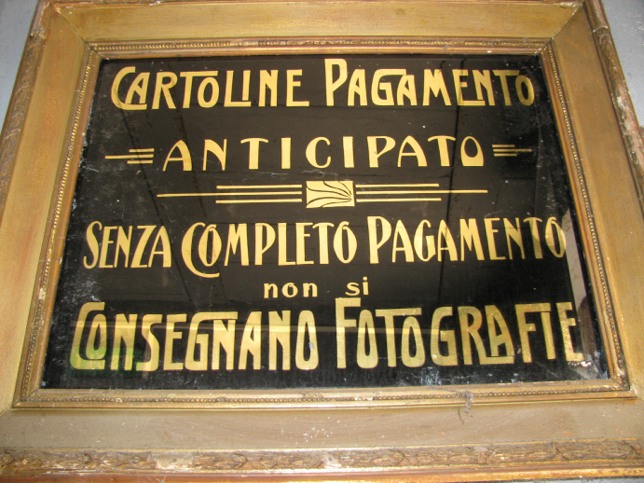 CARTOLINE PAGAMENTO
ANTICIPATO
SENZA COMPLETO PAGAMENTO
non si
CONSEGNANO FOTOGRAFIE